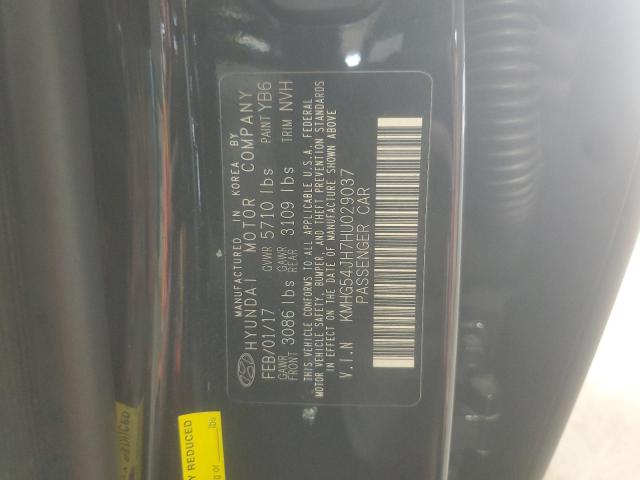 MANUFACTURED IN KOREA BY
HYUNDAI MOTOR COMPANY
FEB/01/17 GVWR 5710 lbs PAINT YB6
GAWR FRONT 3086 lbs GAWR REAR 3109 lbs TRIM NVH
THIS VEHICLE CONFORMS TO ALL APPLICABLE U.S.A. FEDERAL
MOTOR VEHICLE SAFETY, BUMPER, AND THEFT PREVENTION STANDARDS
IN EFFECT ON THE DATE OF MANUFACTURE SHOWN ABOVE.
V.I.N KMHG54JH7HU029037
PASSENGER CAR
Y REDUCED
g or lbs